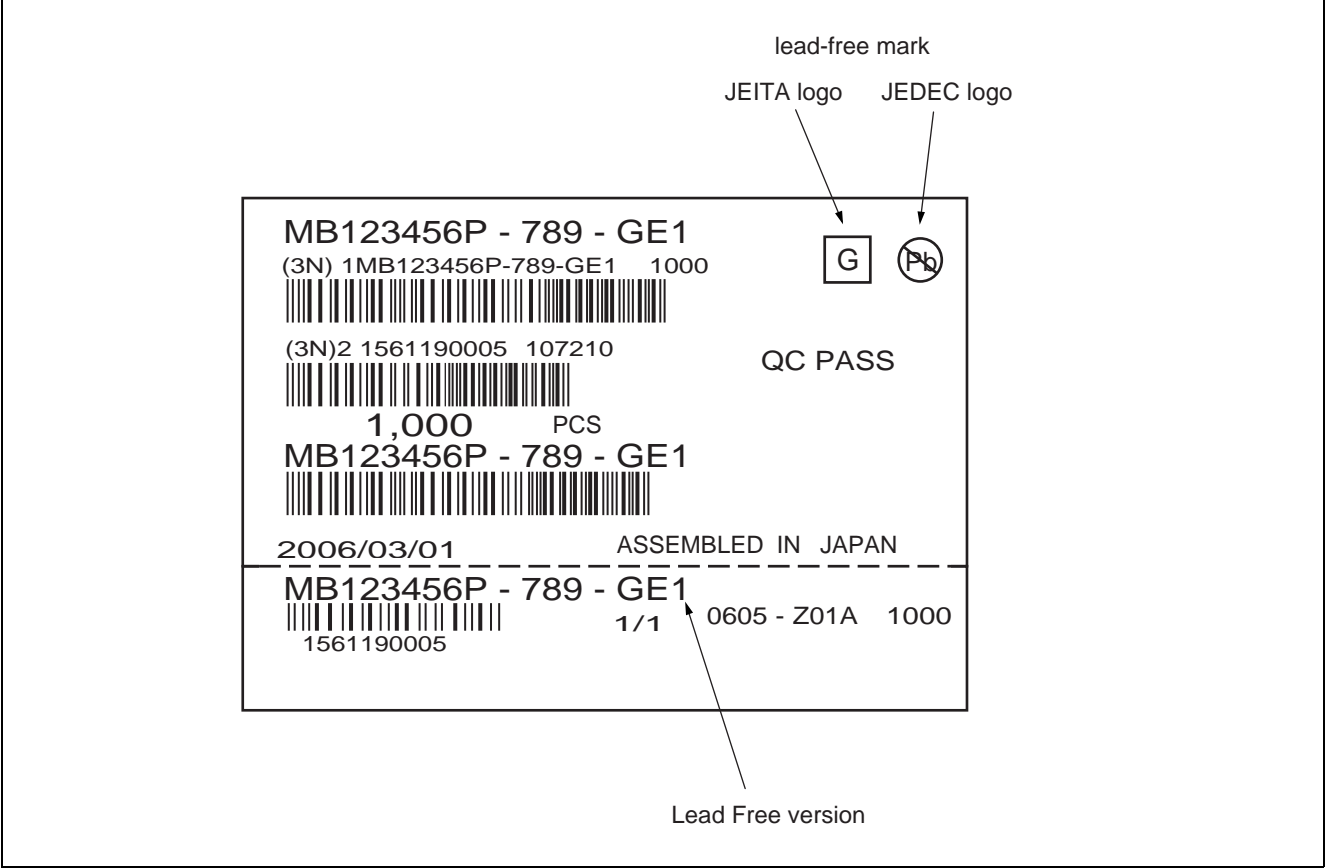 lead-free mark
JEITA logo JEDEC logo
MB123456P - 789 - GE1
(3N) 1MB123456P-789-GE1 1000
G Pb
(3N)2 1561190005 107210
QC PASS
1,000 PCS
MB123456P - 789 - GE1
2006/03/01 ASSEMBLED IN JAPAN
MB123456P - 789 - GE1
1/1 0605 - Z01A 1000
1561190005
Lead Free version